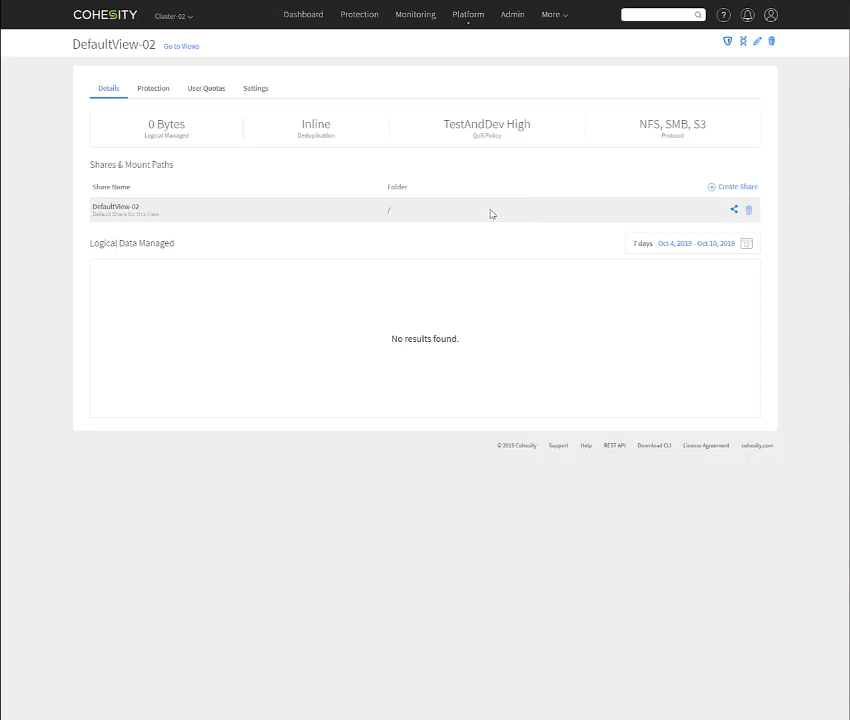 COHESITY Cluster-02 Dashboard Protection Monitoring Platform Admin More
DefaultView-02 Go to Views
Details Protection User Quotas Settings
0 Bytes Inline TestAndDev High NFS, SMB, S3
Logical Managed Deduplication QoS Policy Protocol
Shares & Mount Paths
Share Name Folder Create Share
DefaultView-02 /
Default Share for this View
Logical Data Managed 7 days Oct 4, 2019 - Oct 10, 2019
No results found.
© 2019 Cohesity Support Help REST API Download CLI License Agreement cohesity.com